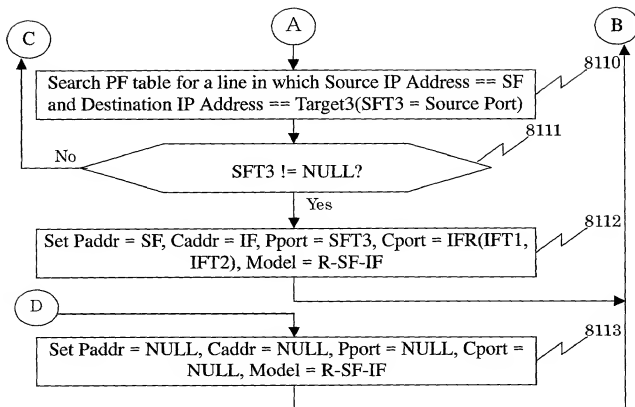 C
A
B
8110
Search PF table for a line in which Source IP Address == SF
and Destination IP Address == Target3(SFT3 = Source Port)
8111
No
SFT3 != NULL?
Yes
8112
Set Paddr = SF, Caddr = IF, Pport = SFT3, Cport = IFR(IFT1,
IFT2), Model = R-SF-IF
D
8113
Set Paddr = NULL, Caddr = NULL, Pport = NULL, Cport =
NULL, Model = R-SF-IF